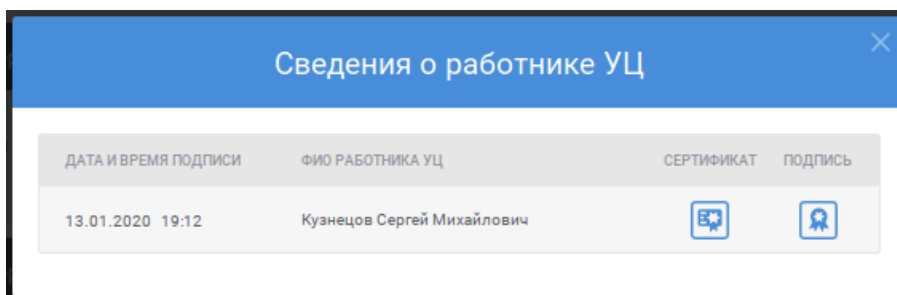 Сведения о работнике УЦ
ДАТА И ВРЕМЯ ПОДПИСИ ФИО РАБОТНИКА УЦ СЕРТИФИКАТ ПОДПИСЬ
13.01.2020 19:12 Кузнецов Сергей Михайлович